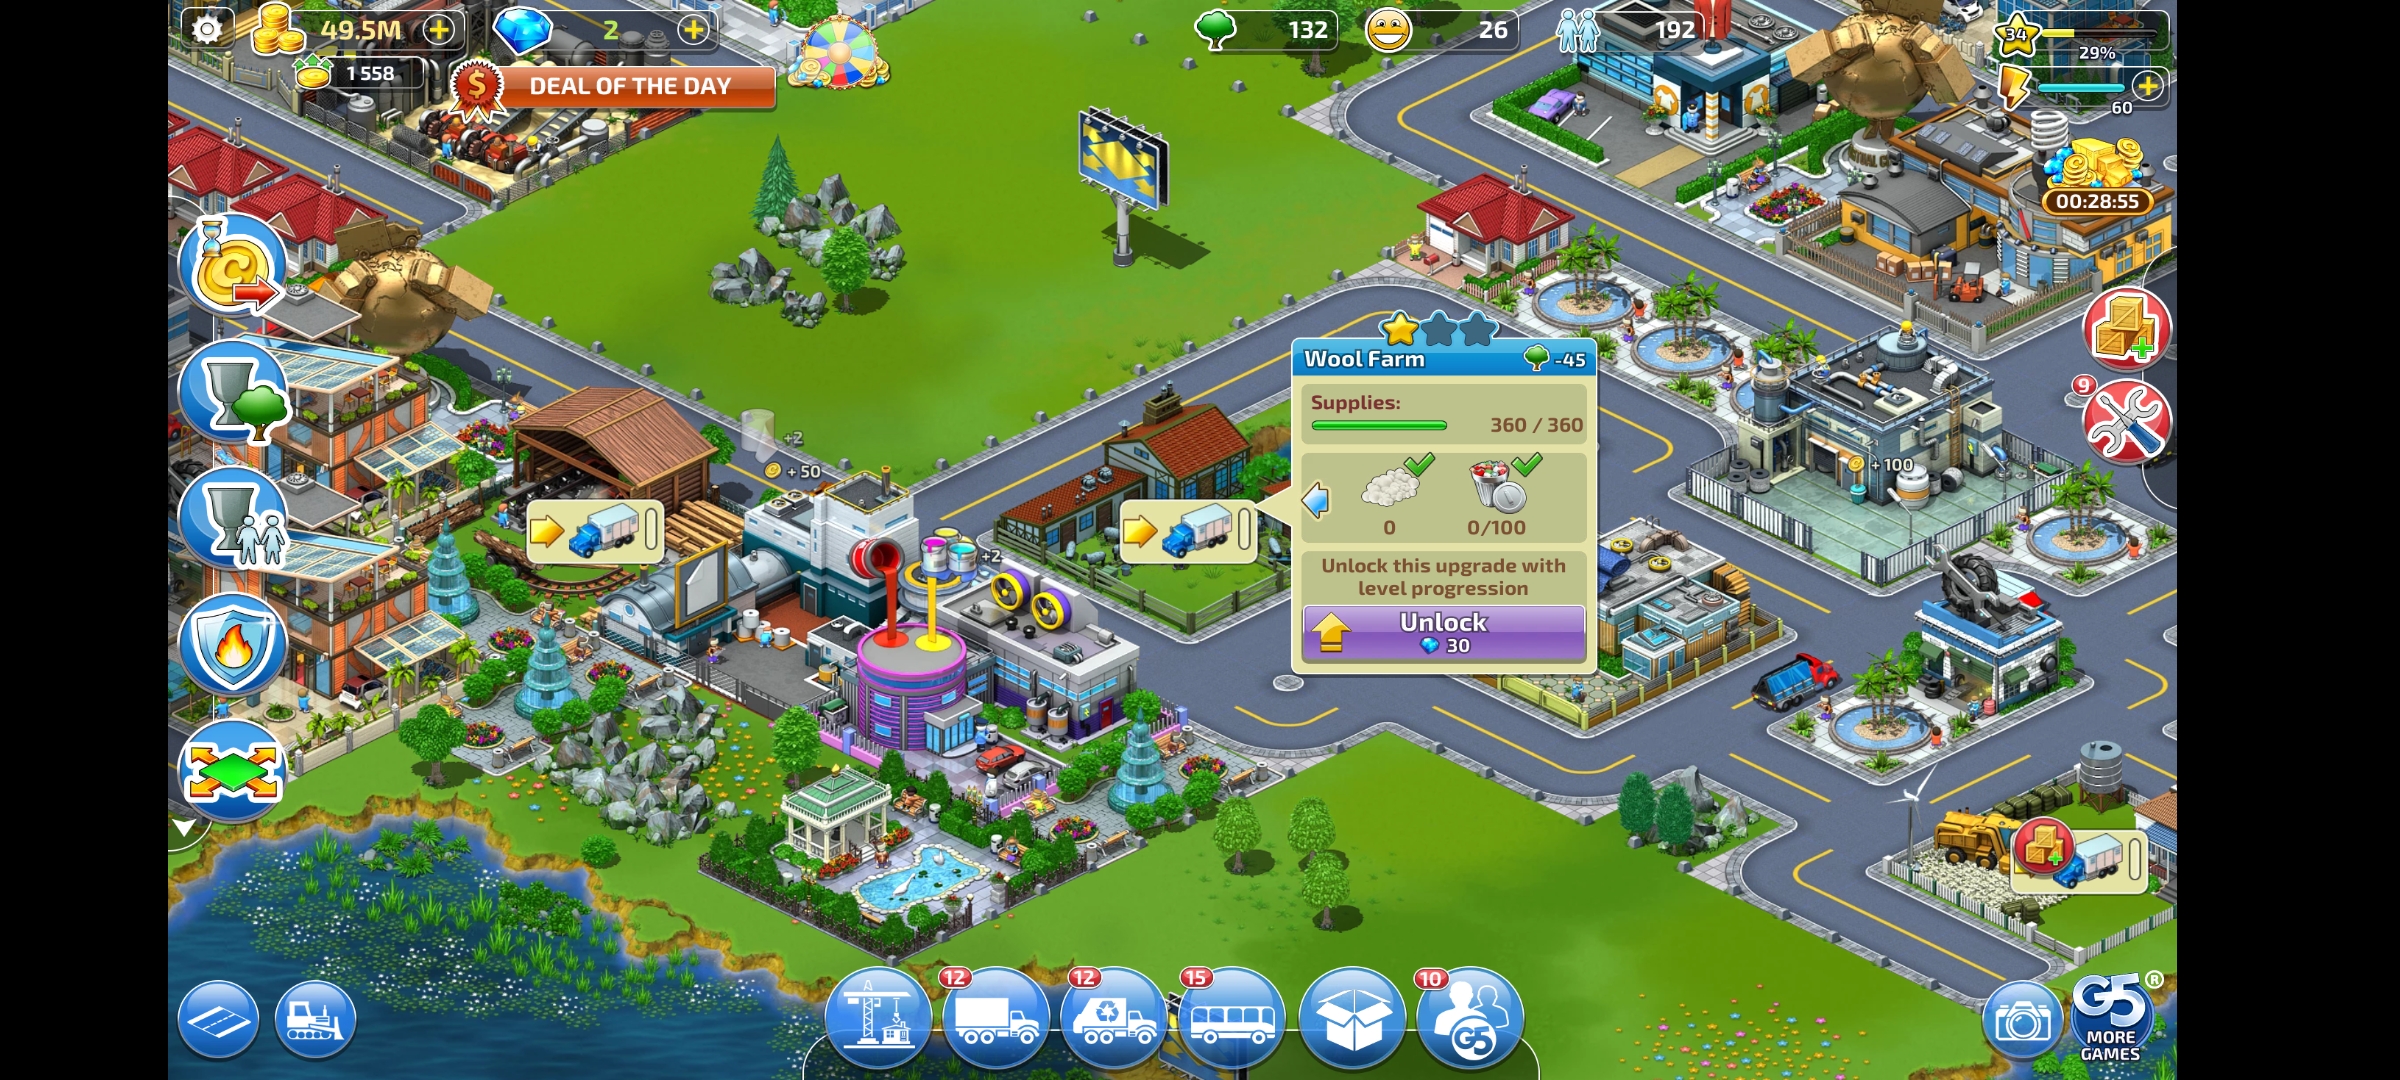 49.5M
2
132
26
192
34
29%
1 558
DEAL OF THE DAY
60
00:28:55
Wool Farm
-45
Supplies:
360 / 360
9
+2
+50
+100
0
0/100
+2
Unlock this upgrade with
level progression
Unlock
30
12
12
15
10
G5
G5
®
MORE
GAMES